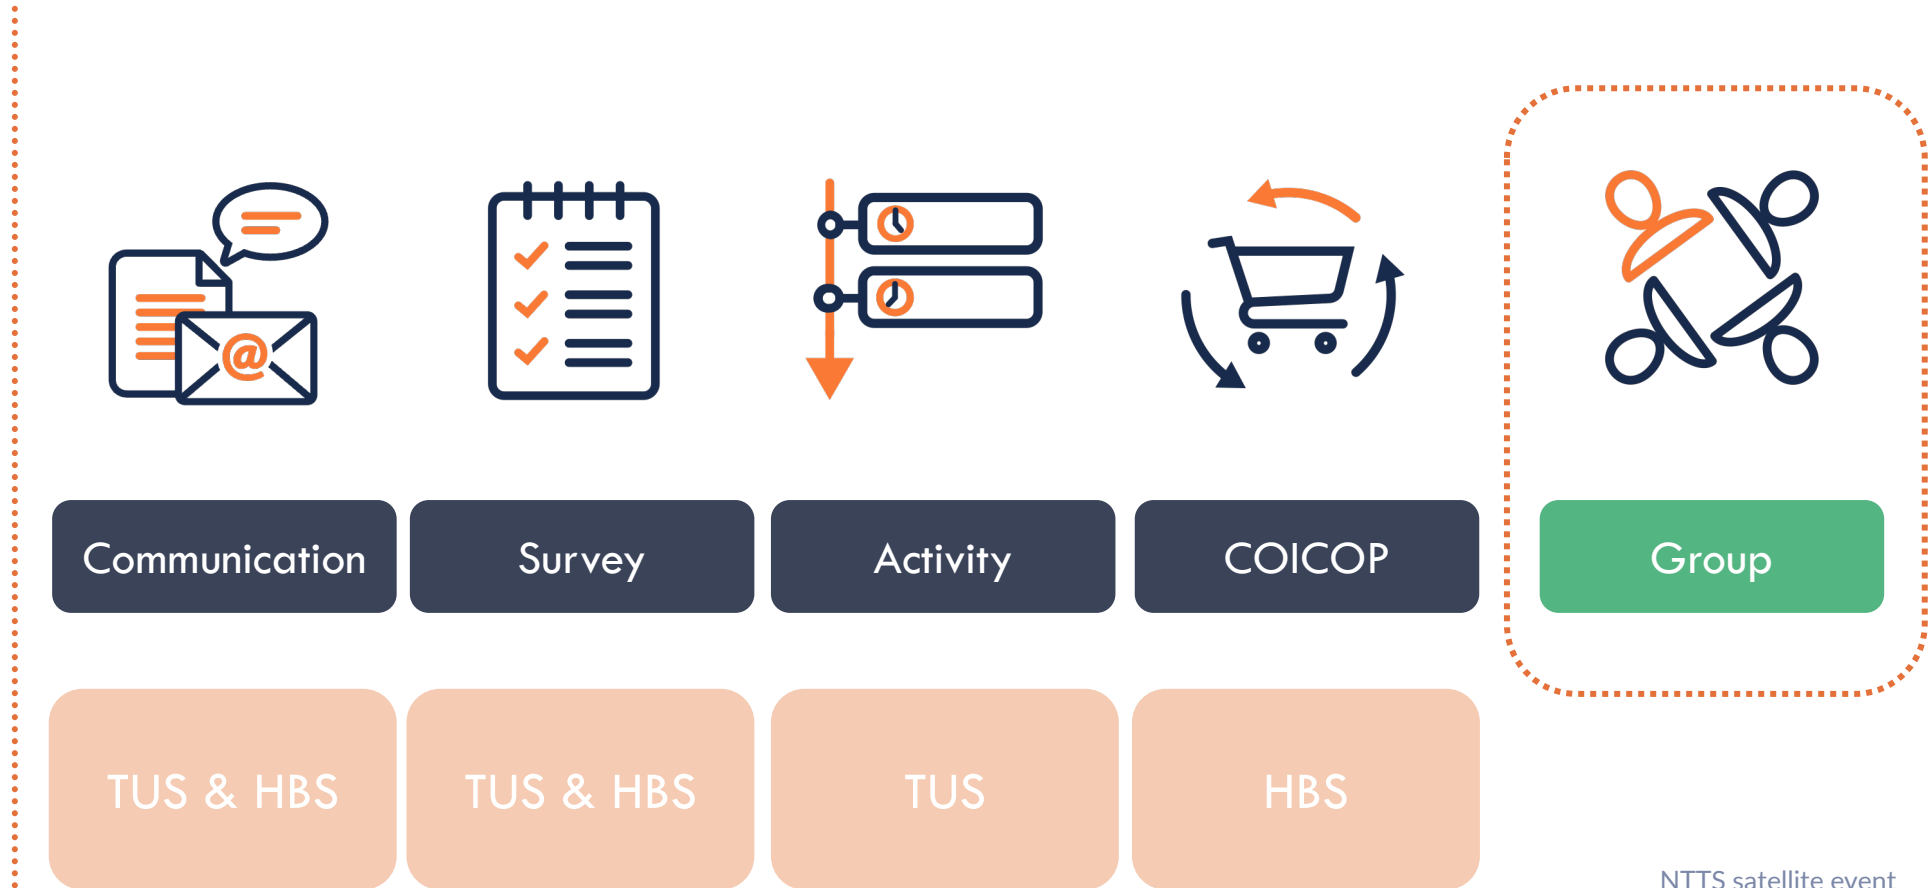 @
Communication
Survey
Activity
COICOP
Group
TUS & HBS
TUS & HBS
TUS
HBS
NTTS satellite event